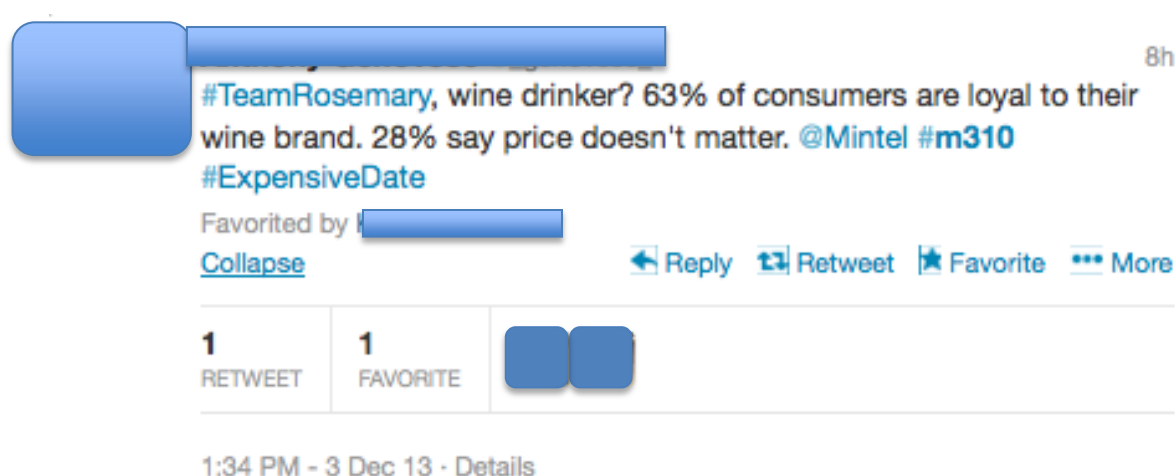 8h
#TeamRosemary, wine drinker? 63% of consumers are loyal to their
wine brand. 28% say price doesn't matter. @Mintel #m310
#ExpensiveDate
Favorited by
Collapse Reply Retweet Favorite More
1 1
RETWEET FAVORITE
1:34 PM - 3 Dec 13 · Details